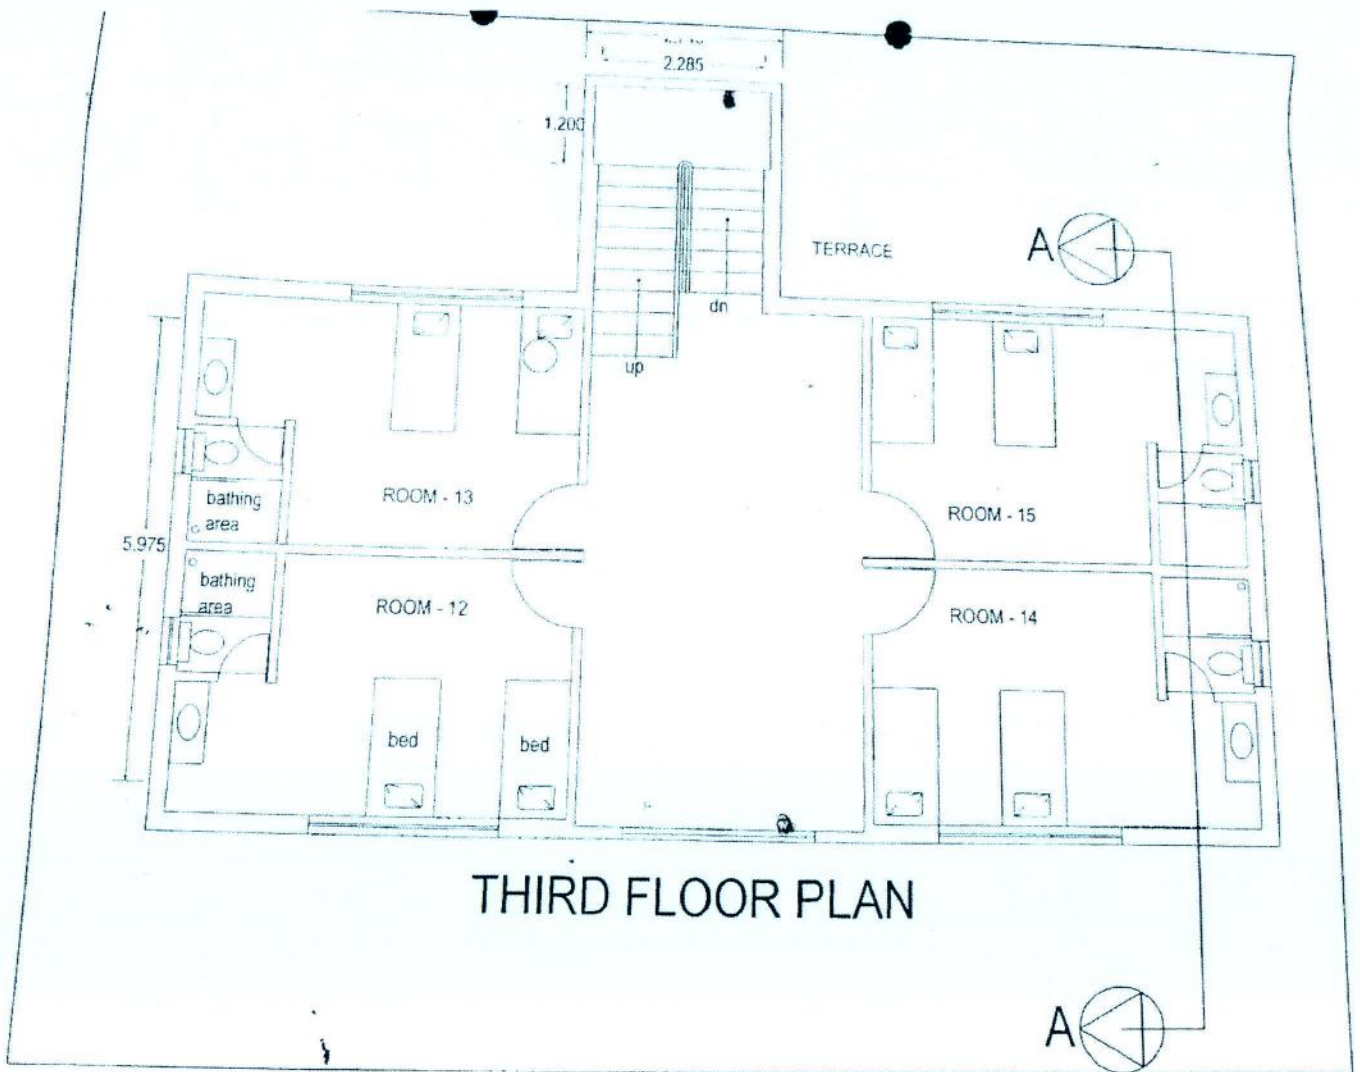 2.285
1.200
TERRACE
A
dn
up
ROOM - 13
ROOM - 15
bathing
area
5.975
bathing
area
ROOM - 12
ROOM - 14
bed
bed
THIRD FLOOR PLAN
A